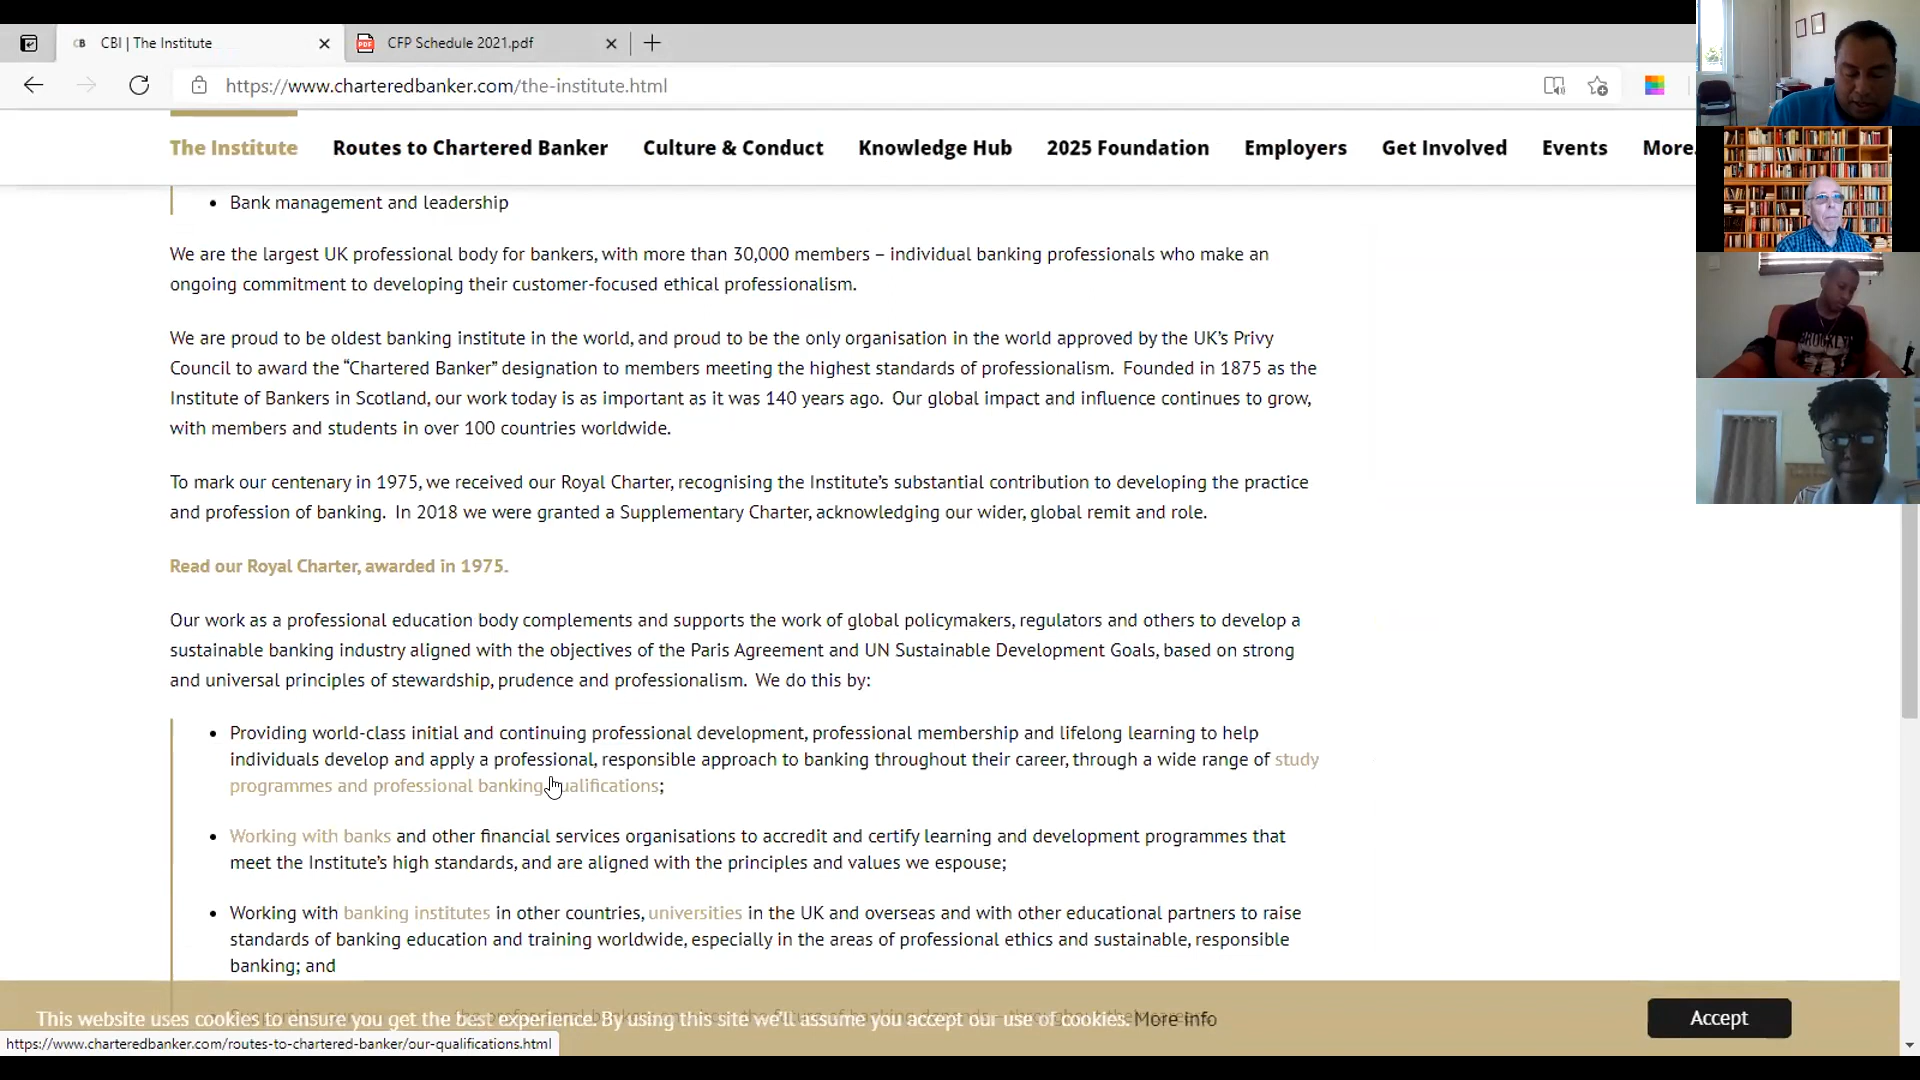 CB CBI | The Institute
PDF CFP Schedule 2021.pdf
https://www.charteredbanker.com/the-institute.html
The Institute Routes to Chartered Banker Culture & Conduct Knowledge Hub 2025 Foundation Employers Get Involved Events More
• Bank management and leadership
We are the largest UK professional body for bankers, with more than 30,000 members – individual banking professionals who make an
ongoing commitment to developing their customer-focused ethical professionalism.
We are proud to be oldest banking institute in the world, and proud to be the only organisation in the world approved by the UK’s Privy
Council to award the “Chartered Banker” designation to members meeting the highest standards of professionalism. Founded in 1875 as the
Institute of Bankers in Scotland, our work today is as important as it was 140 years ago. Our global impact and influence continues to grow,
with members and students in over 100 countries worldwide.
To mark our centenary in 1975, we received our Royal Charter, recognising the Institute’s substantial contribution to developing the practice
and profession of banking. In 2018 we were granted a Supplementary Charter, acknowledging our wider, global remit and role.
Read our Royal Charter, awarded in 1975.
Our work as a professional education body complements and supports the work of global policymakers, regulators and others to develop a
sustainable banking industry aligned with the objectives of the Paris Agreement and UN Sustainable Development Goals, based on strong
and universal principles of stewardship, prudence and professionalism. We do this by:
• Providing world-class initial and continuing professional development, professional membership and lifelong learning to help
individuals develop and apply a professional, responsible approach to banking throughout their career, through a wide range of study
programmes and professional banking qualifications;
• Working with banks and other financial services organisations to accredit and certify learning and development programmes that
meet the Institute’s high standards, and are aligned with the principles and values we espouse;
• Working with banking institutes in other countries, universities in the UK and overseas and with other educational partners to raise
standards of banking education and training worldwide, especially in the areas of professional ethics and sustainable, responsible
banking; and
This website uses cookies to ensure you get the best experience. By using this site we'll assume you accept our use of cookies. More info
Accept
https://www.charteredbanker.com/routes-to-chartered-banker/our-qualifications.html
BROOKLYN